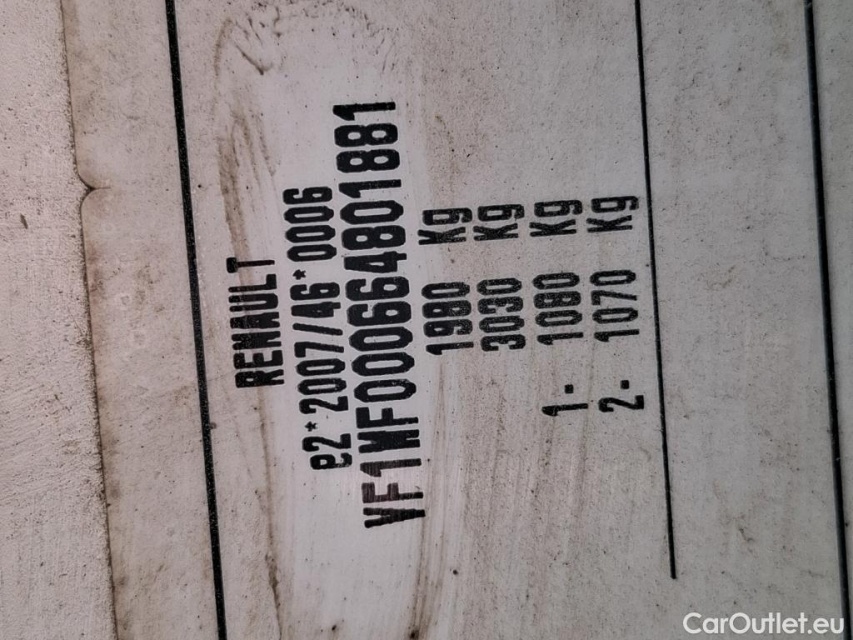 RENAULT
e2*2007/46*0006
VF1MF000664801881
1980 Kg
3030 Kg
1- 1080 Kg
2- 1070 Kg
CarOutlet.eu